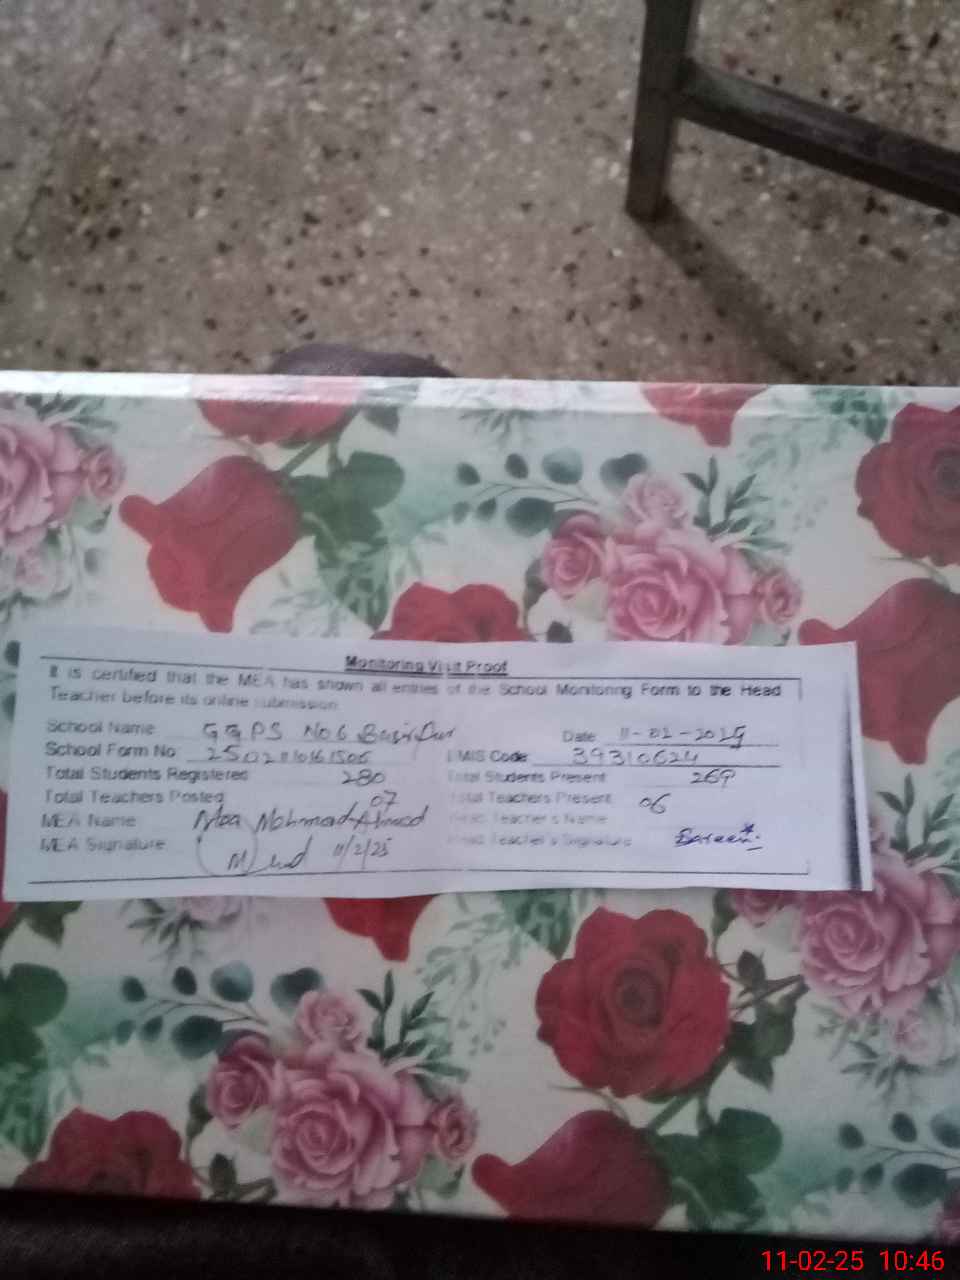 Monitoring Visit Proof
It is certified that the MEA has shown all entries of the School Monitoring Form to the Head
Teacher before its online submission
School Name GGPS No 6 Date 11-02-2025
School Form No EMIS Code 39310624
Total Students Registered 280 Total Students Present 269
Total Teachers Posted 07 Total Teachers Present 06
MEA Name Mea Mohmad Ahmad Head Teacher's Name
MEA Signature 11/2/25 Head Teacher's Signature
11-02-25 10:46